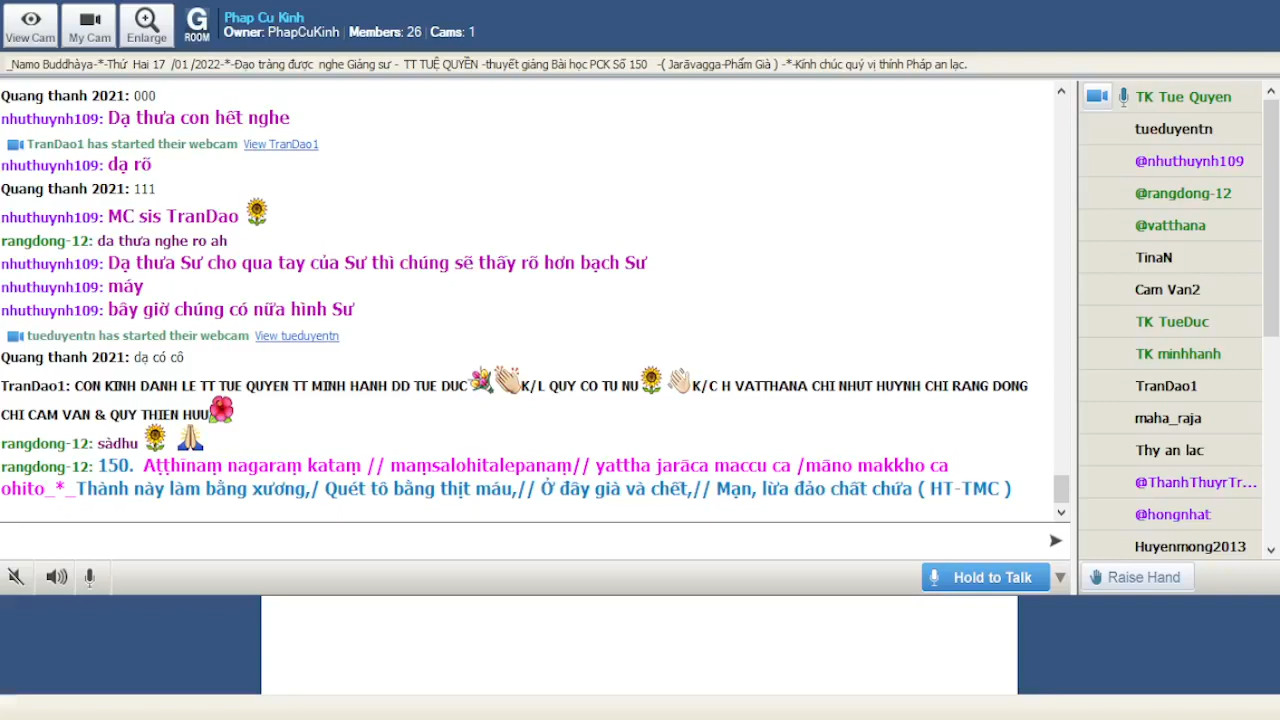 View Cam
My Cam
Enlarge
G
ROOM
Phap Cu Kinh
Owner: PhapCuKinh | Members: 26 | Cams: 1
_Namo Buddhàya-*-Thứ Hai 17 /01 /2022-*-Đạo tràng được nghe Giảng sư - TT TUỆ QUYỀN -thuyết giảng Bài học PCK Số 150 -( Jarāvagga-Phẩm Già ) -*-Kính chúc quý vị thính Pháp an lạc.
Quang thanh 2021: 000
nhuthuynh109: Dạ thưa con hết nghe
TranDao1 has started their webcam View TranDao1
nhuthuynh109: dạ rõ
Quang thanh 2021: 111
nhuthuynh109: MC sis TranDao
rangdong-12: da thưa nghe ro ah
nhuthuynh109: Dạ thưa Sư cho qua tay của Sư thì chúng sẽ thấy rõ hơn bạch Sư
nhuthuynh109: máy
nhuthuynh109: bây giờ chúng có nữa hình Sư
tueduyentn has started their webcam View tueduyentn
Quang thanh 2021: dạ có cô
TranDao1: CON KINH DANH LE TT TUE QUYEN TT MINH HANH DD TUE DUC K/L QUY CO TU NU K/C H VATTHANA CHI NHUT HUYNH CHI RANG DONG
CHI CAM VAN & QUY THIEN HUU
rangdong-12: sàdhu
rangdong-12: 150. Aṭṭhīnaṃ nagaraṃ kataṃ // maṃsalohitalepanaṃ// yattha jarāca maccu ca /māno makkho ca
ohito_*_Thành này làm bằng xương,/ Quét tô bằng thịt máu,// Ở đây già và chết,// Mạn, lừa đảo chất chứa ( HT-TMC )
Hold to Talk
TK Tue Quyen
tueduyentn
@nhuthuynh109
@rangdong-12
@vatthana
TinaN
Cam Van2
TK TueDuc
TK minhhanh
TranDao1
maha_raja
Thy an lac
@ThanhThuyrTr...
@hongnhat
Huyenmong2013
Raise Hand